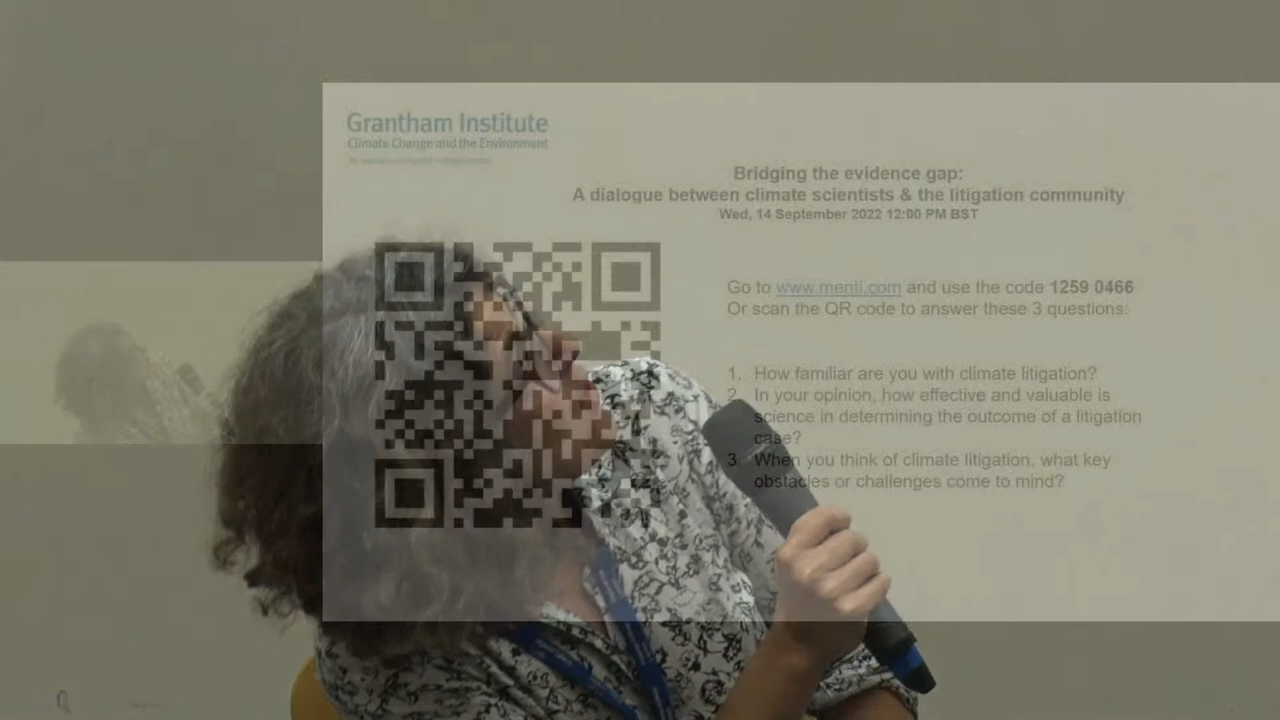 Grantham Institute
Climate Change and the Environment
Bridging the evidence gap:
A dialogue between climate scientists & the litigation community
Wed, 14 September 2022 12:00 PM BST
Go to www.menti.com and use the code 1259 0466
Or scan the QR code to answer these 3 questions:
1. How familiar are you with climate litigation?
2. In your opinion, how effective and valuable is
science in determining the outcome of a litigation
case?
3 When you think of climate litigation, what key
obstacles or challenges come to mind?